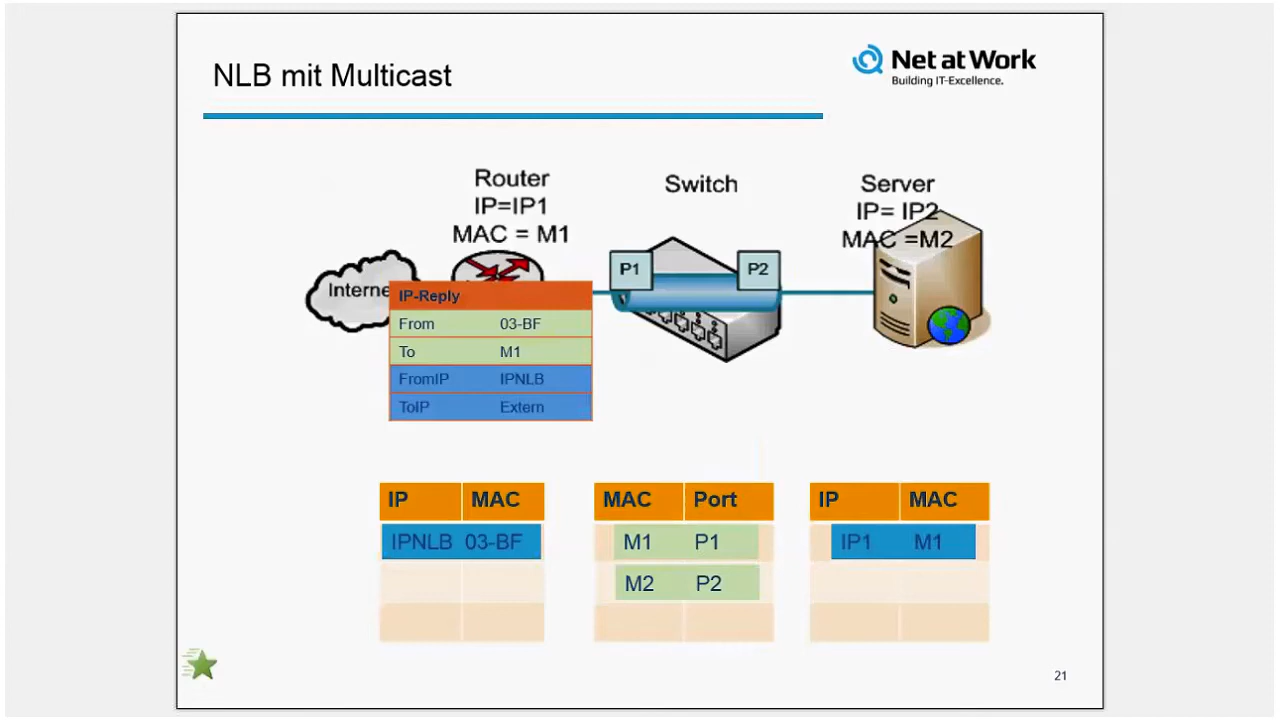 NLB mit Multicast
Net at Work
Building IT-Excellence.
Router
IP=IP1
MAC = M1
Switch
Server
IP= IP2
MAC =M2
Interne
P1
P2
IP-Reply
From 03-BF
To M1
FromIP IPNLB
ToIP Extern
IP MAC
IPNLB 03-BF
MAC Port
M1 P1
M2 P2
IP MAC
IP1 M1
21